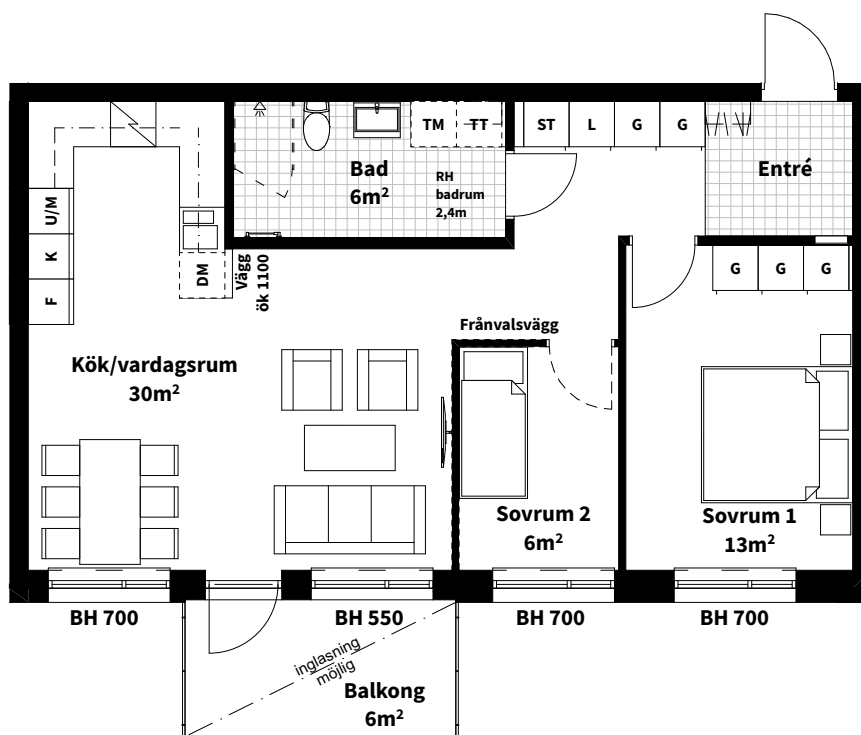 TM
TT
ST
L
G
G
Entré
Bad
6m²
RH
badrum
2,4m
U/M
K
F
DM
Vägg
ök 1100
G
G
G
Frånvalsvägg
Kök/vardagsrum
30m²
Sovrum 2
6m²
Sovrum 1
13m²
BH 700
BH 550
BH 700
BH 700
inglasning
möjlig
Balkong
6m²